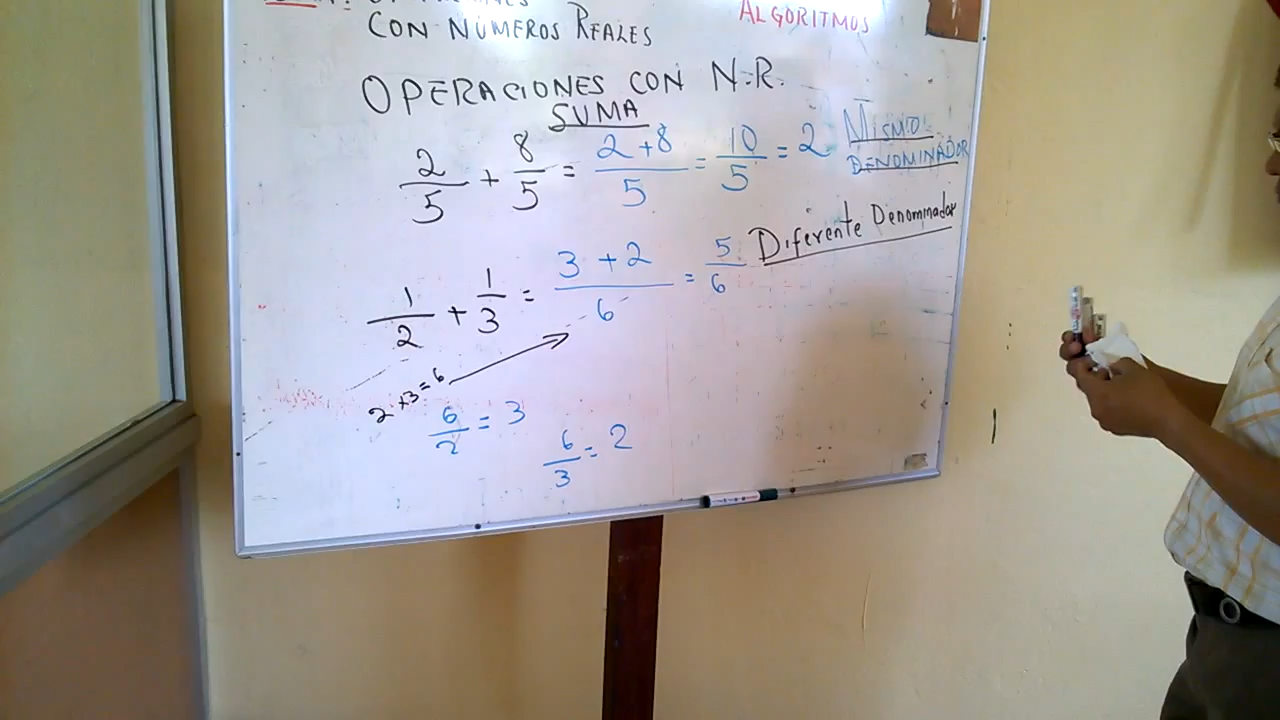 CON NÚMEROS REALES
ALGORITMOS
OPERACIONES CON N.R.
SUMA
2/5 + 8/5 = 2+8/5 = 10/5 = 2
MISMO
DENOMINADOR
Diferente Denominador
1/2 + 1/3 = 3+2/6 = 5/6
2×3=6
6/2 = 3
6/3 = 2